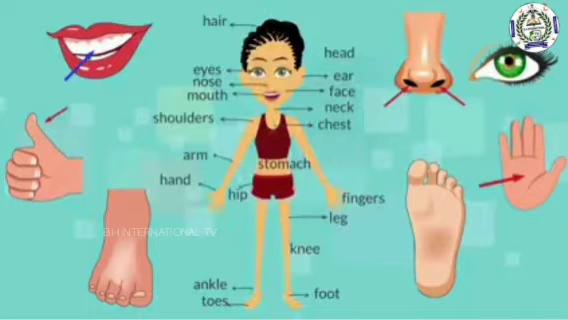 hair
head
eyes
ear
nose
face
mouth
neck
shoulders
chest
arm
stomach
hand
hip
fingers
leg
knee
ankle
foot
toes
B.H INTERNATIONAL TV